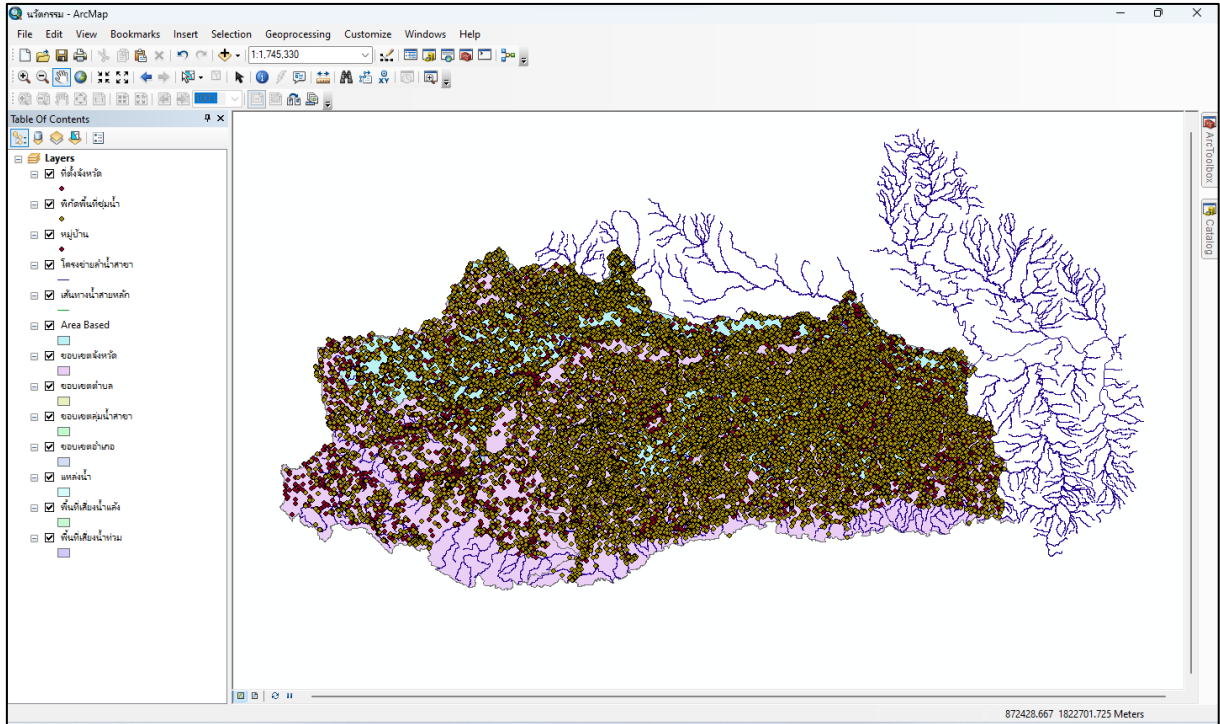 นวัตกรรม - ArcMap
File Edit View Bookmarks Insert Selection Geoprocessing Customize Windows Help
1:1,745,330
Table Of Contents
Layers
ที่ตั้งจังหวัด
พิกัดพื้นที่ชุ่มน้ำ
หมู่บ้าน
โครงข่ายลำน้ำสาขา
เส้นทางน้ำสายหลัก
Area Based
ขอบเขตจังหวัด
ขอบเขตตำบล
ขอบเขตลุ่มน้ำสาขา
ขอบเขตอำเภอ
แหล่งน้ำ
พื้นที่เสี่ยงน้ำแล้ง
พื้นที่เสี่ยงน้ำท่วม
ArcToolbox
Catalog
872428.667 1822701.725 Meters